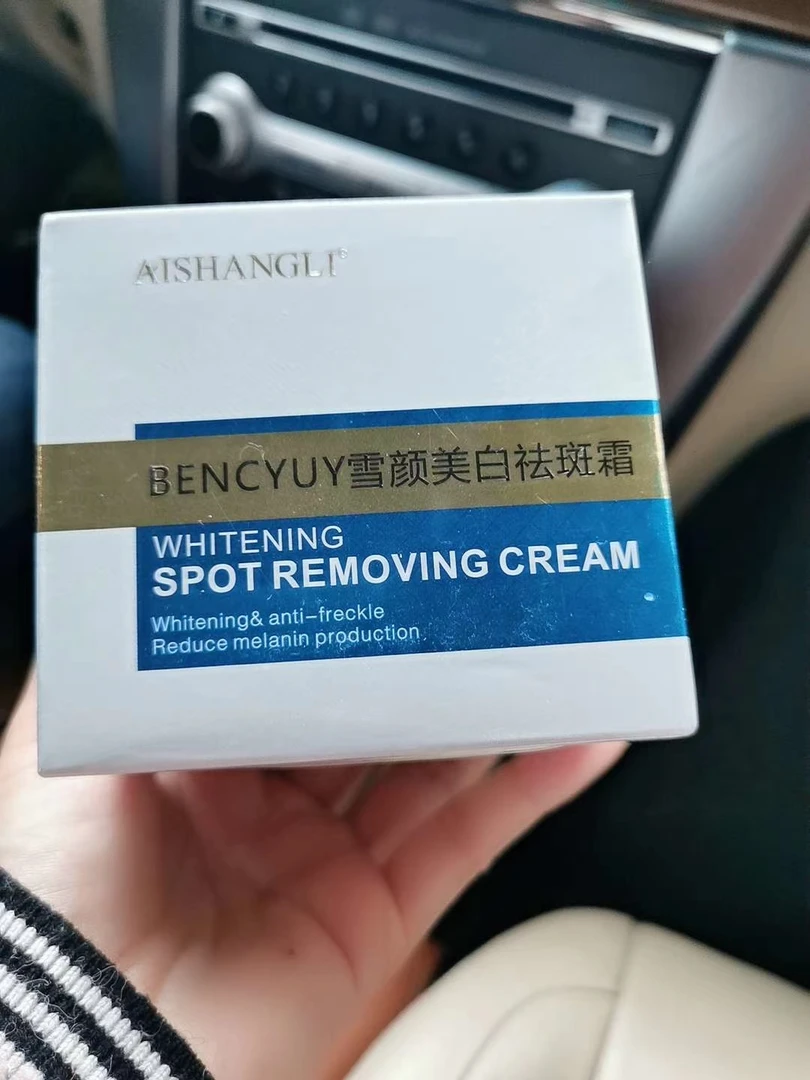 AISHANGLI®
BENCYUY雪颜美白祛斑霜
WHITENING
SPOT REMOVING CREAM
Whitening& anti-freckle
Reduce melanin production